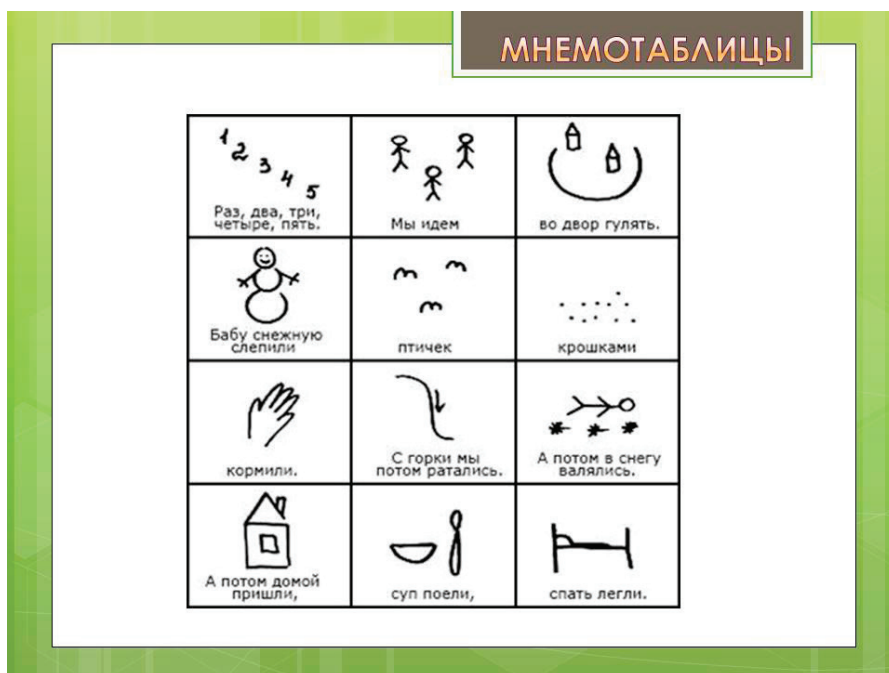 МНЕМОТАБЛИЦЫ
1
2
3
4
5
Раз, два, три,
четыре, пять.
Мы идем
во двор гулять.
Бабу снежную
слепили
птичек
крошками
кормили.
С горки мы
потом ратались.
А потом в снегу
валялись.
А потом домой
пришли,
суп поели,
спать легли.